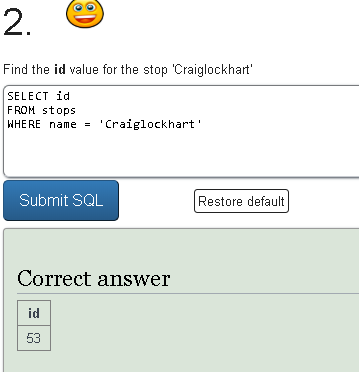 2.
Find the id value for the stop 'Craiglockhart'
SELECT id
FROM stops
WHERE name = 'Craiglockhart'
Submit SQL
Restore default
Correct answer
id
53